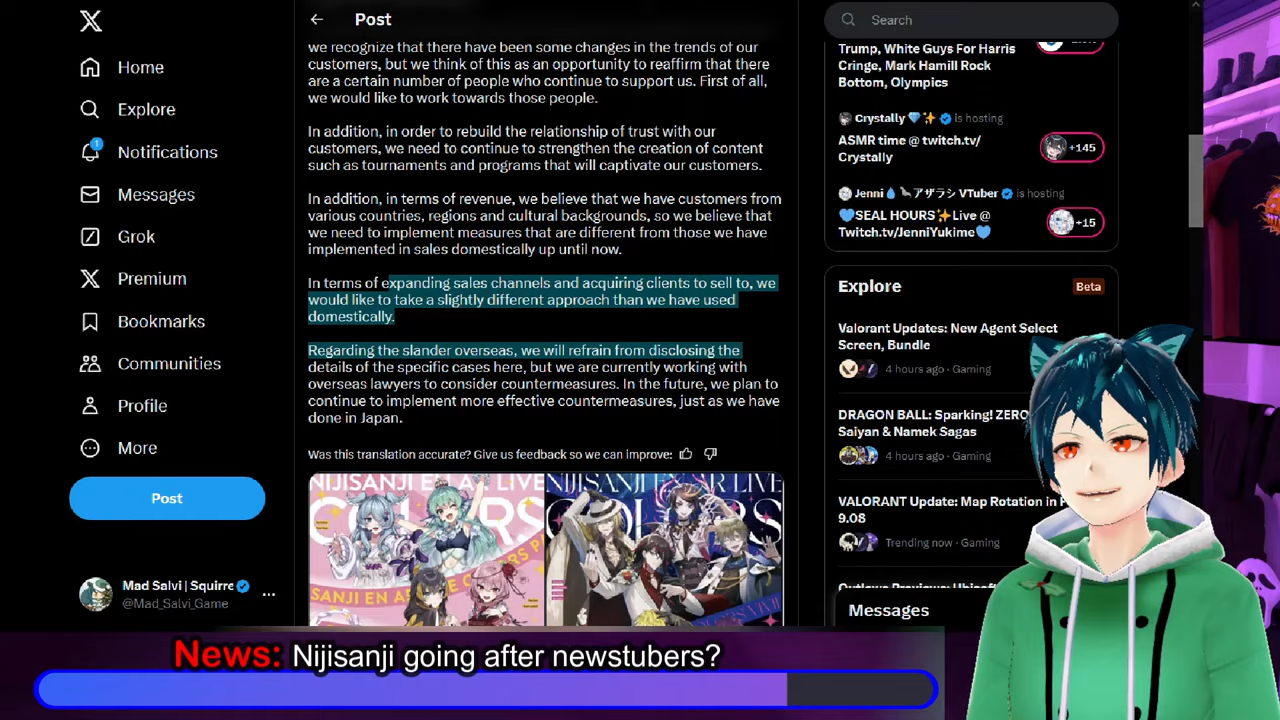 Home
Explore
Notifications
1
Messages
Grok
Premium
Bookmarks
Communities
Profile
More
Post
Mad Salvi | Squirre
@Mad_Salvi_Game
Post
we recognize that there have been some changes in the trends of our
customers, but we think of this as an opportunity to reaffirm that there
are a certain number of people who continue to support us. First of all,
we would like to work towards those people.
In addition, in order to rebuild the relationship of trust with our
customers, we need to continue to strengthen the creation of content
such as tournaments and programs that will captivate our customers.
In addition, in terms of revenue, we believe that we have customers from
various countries, regions and cultural backgrounds, so we believe that
we need to implement measures that are different from those we have
implemented in sales domestically up until now.
In terms of expanding sales channels and acquiring clients to sell to, we
would like to take a slightly different approach than we have used
domestically.
Regarding the slander overseas, we will refrain from disclosing the
details of the specific cases here, but we are currently working with
overseas lawyers to consider countermeasures. In the future, we plan to
continue to implement more effective countermeasures, just as we have
done in Japan.
Was this translation accurate? Give us feedback so we can improve:
NIJISANJI EN AR LIVE
COLORS
NIJISANJI EN AR LIVE
COLORS
Search
Trump, White Guys For Harris
Cringe, Mark Hamill Rock
Bottom, Olympics
Crystally 💎✨ is hosting
ASMR time @ twitch.tv/
Crystally
+145
Jenni💧🦭アザラシ VTuber is hosting
💙SEAL HOURS✨Live @
Twitch.tv/JenniYukime💙
+15
Explore
Beta
Valorant Updates: New Agent Select
Screen, Bundle
4 hours ago · Gaming
DRAGON BALL: Sparking! ZERO
Saiyan & Namek Sagas
4 hours ago · Gaming
VALORANT Update: Map Rotation in
9.08
Trending now · Gaming
Messages
News: Nijisanji going after newstubers?